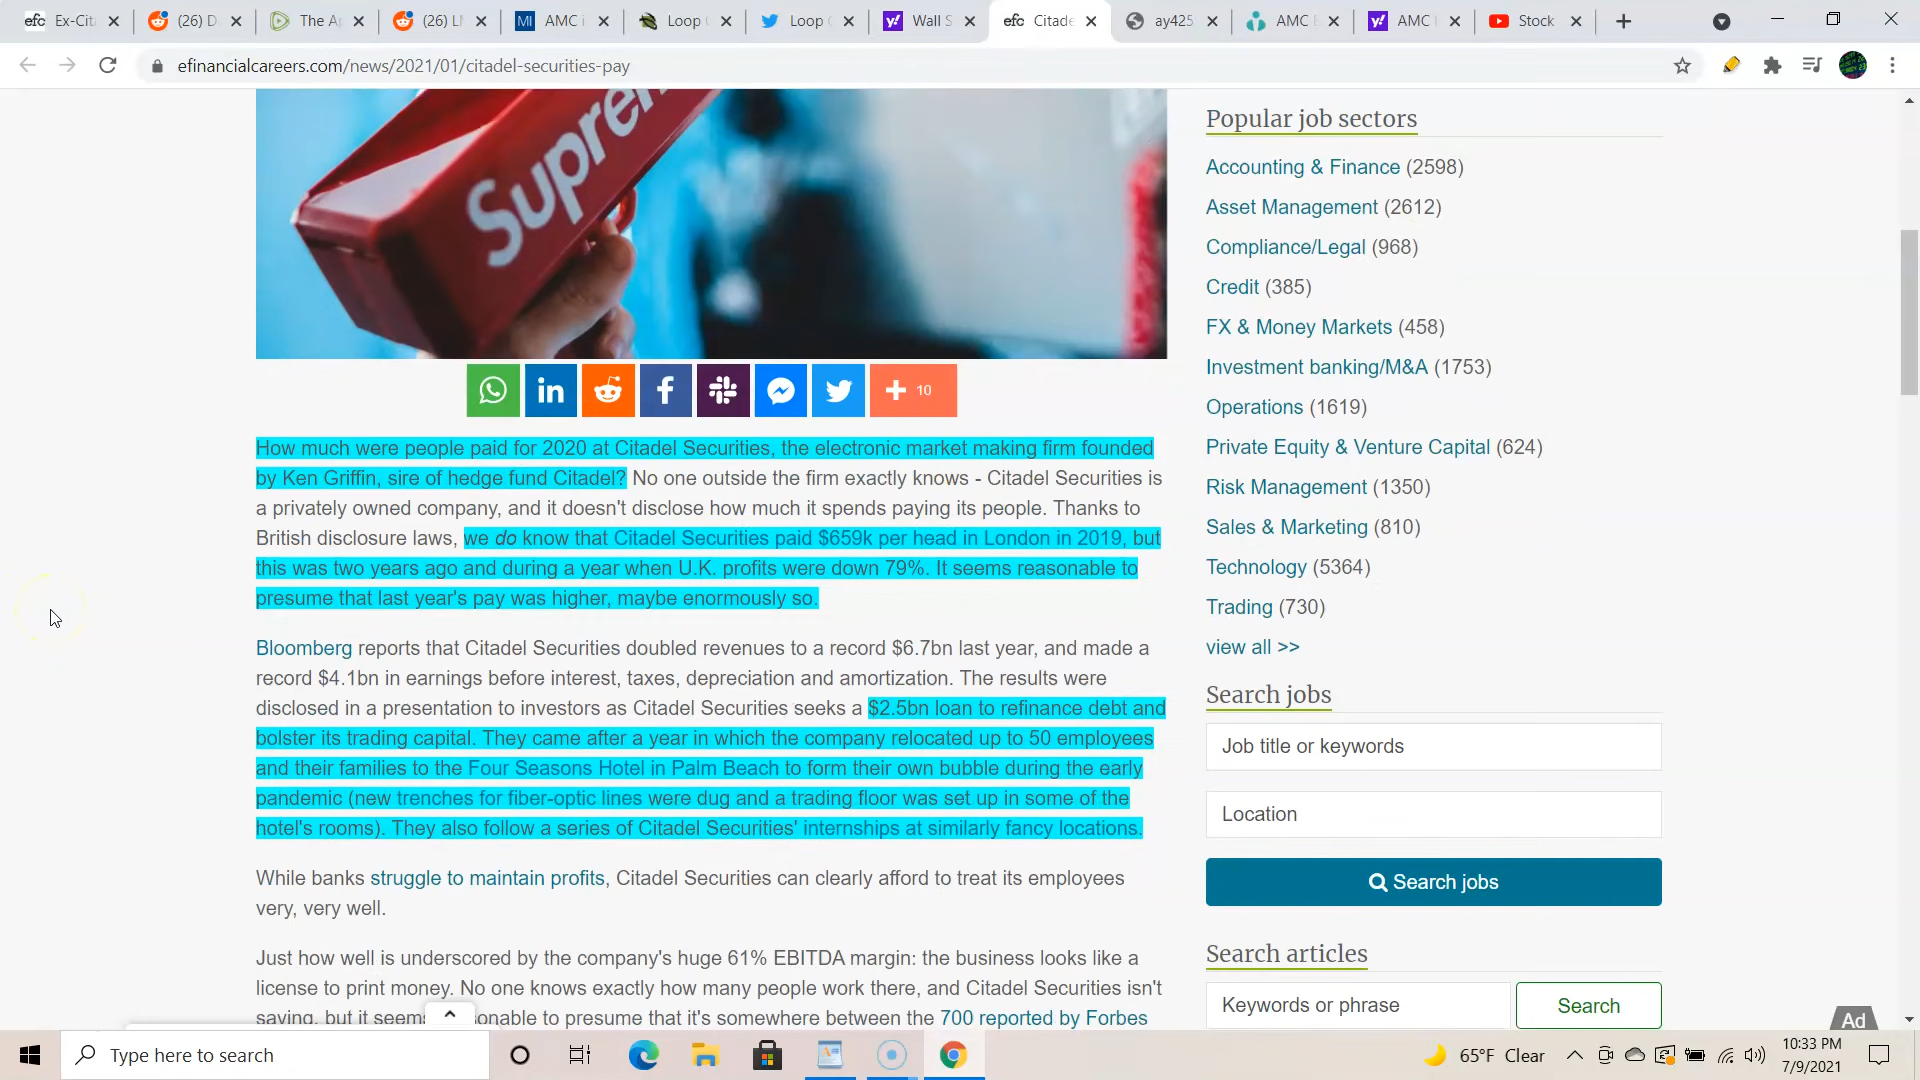 efc Ex-Cit
(26) D
The A
(26) L
MI AMC i
Loop
Loop
Wall S
efc Citade
ay425
AMC
AMC
Stock
efinancialcareers.com/news/2021/01/citadel-securities-pay
Supreme
+ 10
How much were people paid for 2020 at Citadel Securities, the electronic market making firm founded
by Ken Griffin, sire of hedge fund Citadel? No one outside the firm exactly knows - Citadel Securities is
a privately owned company, and it doesn't disclose how much it spends paying its people. Thanks to
British disclosure laws, we do know that Citadel Securities paid $659k per head in London in 2019, but
this was two years ago and during a year when U.K. profits were down 79%. It seems reasonable to
presume that last year's pay was higher, maybe enormously so.
Bloomberg reports that Citadel Securities doubled revenues to a record $6.7bn last year, and made a
record $4.1bn in earnings before interest, taxes, depreciation and amortization. The results were
disclosed in a presentation to investors as Citadel Securities seeks a $2.5bn loan to refinance debt and
bolster its trading capital. They came after a year in which the company relocated up to 50 employees
and their families to the Four Seasons Hotel in Palm Beach to form their own bubble during the early
pandemic (new trenches for fiber-optic lines were dug and a trading floor was set up in some of the
hotel's rooms). They also follow a series of Citadel Securities' internships at similarly fancy locations.
While banks struggle to maintain profits, Citadel Securities can clearly afford to treat its employees
very, very well.
Just how well is underscored by the company's huge 61% EBITDA margin: the business looks like a
license to print money. No one knows exactly how many people work there, and Citadel Securities isn't
saying, but it seems onable to presume that it's somewhere between the 700 reported by Forbes
Popular job sectors
Accounting & Finance (2598)
Asset Management (2612)
Compliance/Legal (968)
Credit (385)
FX & Money Markets (458)
Investment banking/M&A (1753)
Operations (1619)
Private Equity & Venture Capital (624)
Risk Management (1350)
Sales & Marketing (810)
Technology (5364)
Trading (730)
view all >>
Search jobs
Job title or keywords
Location
Search jobs
Search articles
Keywords or phrase
Search
Ad
Type here to search
65°F Clear
10:33 PM
7/9/2021